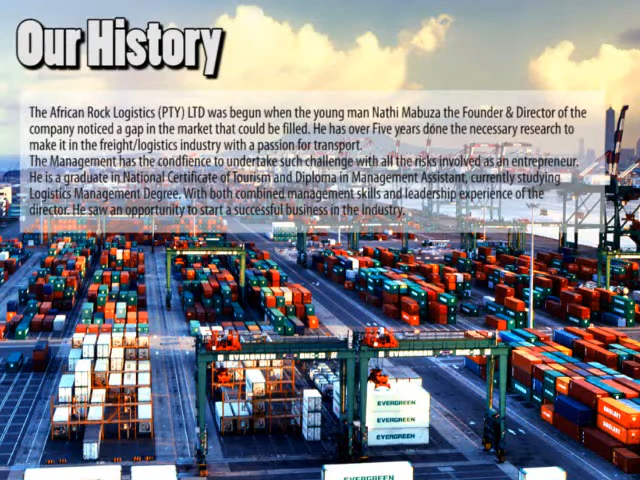 Our History
The African Rock Logistics (PTY) LTD was begun when the young man Nathi Mabuza the Founder & Director of the
company noticed a gap in the market that could be filled. He has over Five years done the necessary research to
make it in the freight/logistics industry with a passion for transport.
The Management has the condfience to undertake such challenge with all the risks involved as an entrepreneur.
He is a graduate in National Certificate of Tourism and Diploma in Management Assistant, currently studying
Logistics Management Degree. With both combined management skills and leadership experience of the
director. He saw an opportunity to start a successful business in the Industry.
EVERGREEN
EVERGREEN
EVERGREEN
EVERGREEN
EVERGREEN
EVERGREEN